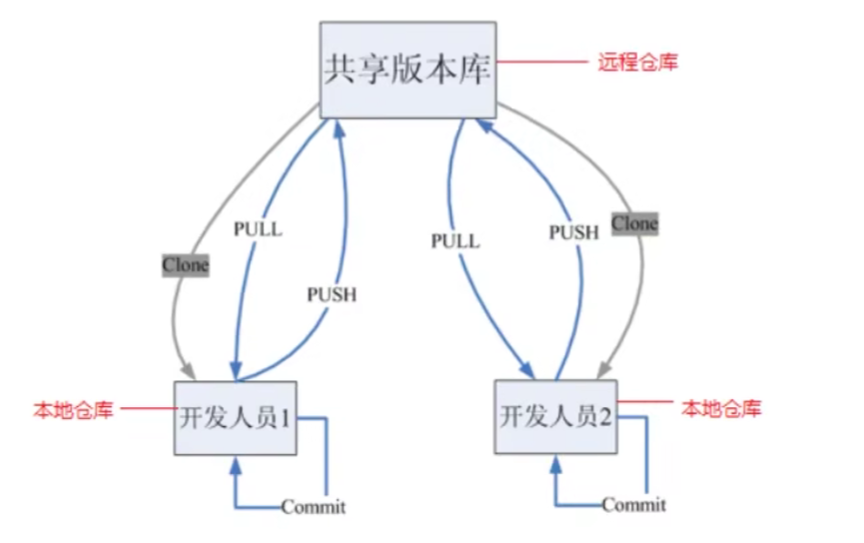 共享版本库
远程仓库
PULL
PUSH
Clone
PULL
PUSH
Clone
本地仓库
开发人员1
开发人员2
本地仓库
Commit
Commit